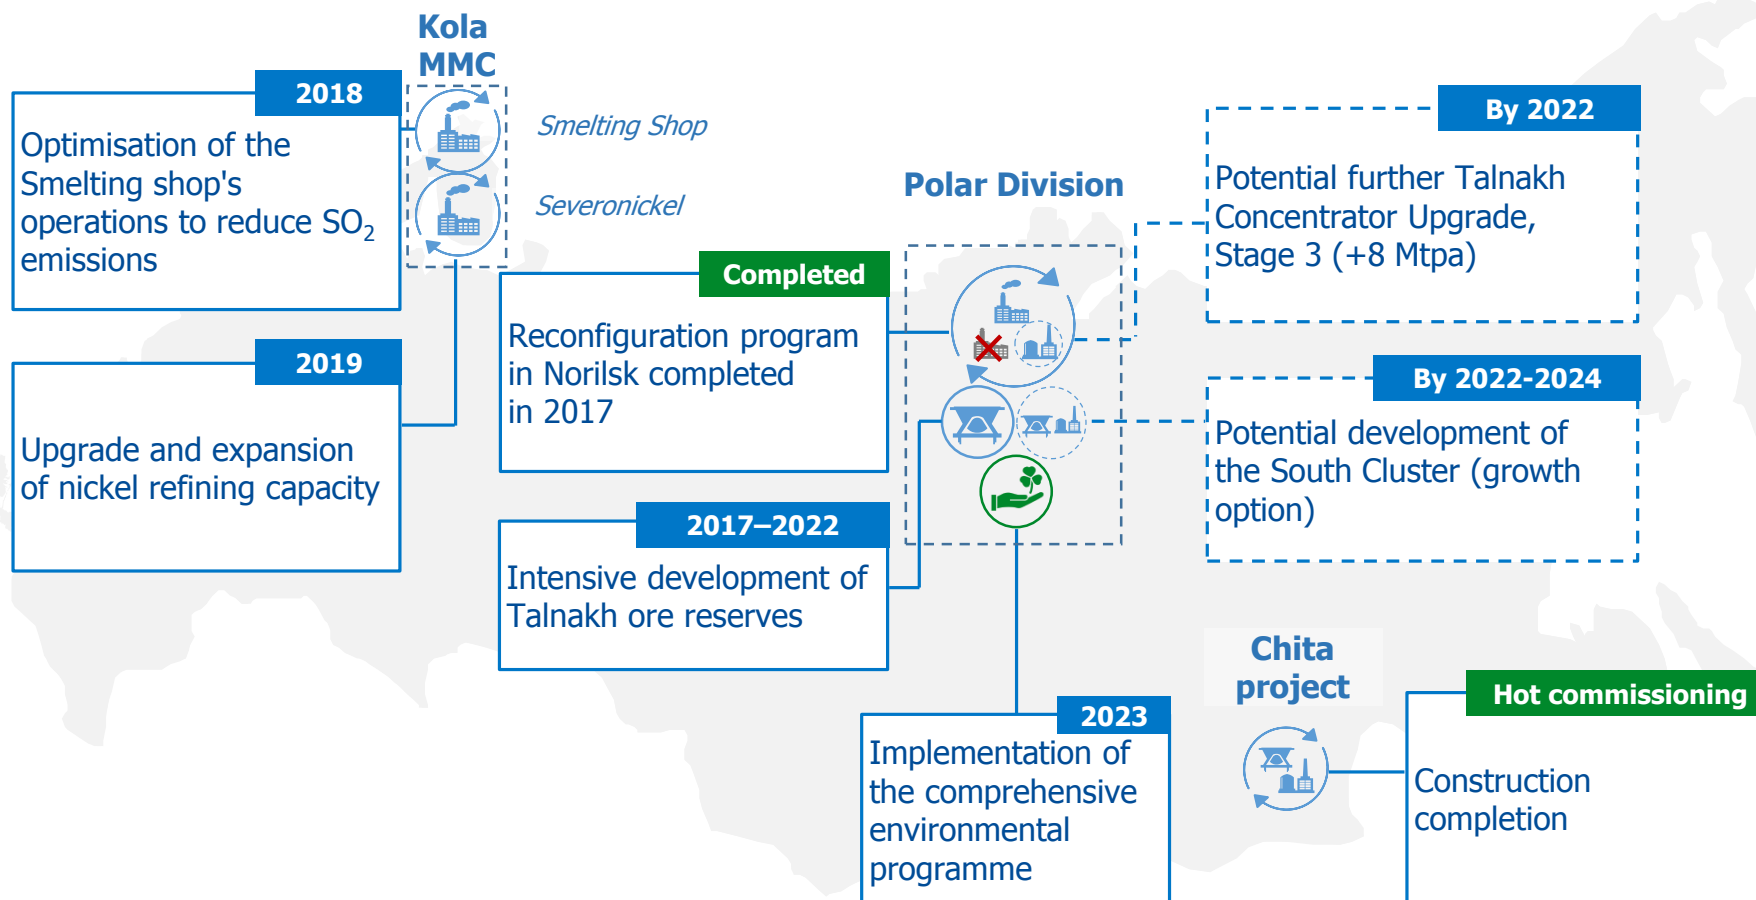 Kola
MMC
2018
Optimisation of the
Smelting shop's
operations to reduce SO₂
emissions
Smelting Shop
Severonickel
2019
Upgrade and expansion
of nickel refining capacity
Polar Division
Completed
Reconfiguration program
in Norilsk completed
in 2017
2017–2022
Intensive development of
Talnakh ore reserves
By 2022
Potential further Talnakh
Concentrator Upgrade,
Stage 3 (+8 Mtpa)
By 2022-2024
Potential development of
the South Cluster (growth
option)
2023
Implementation of
the comprehensive
environmental
programme
Chita
project
Hot commissioning
Construction
completion